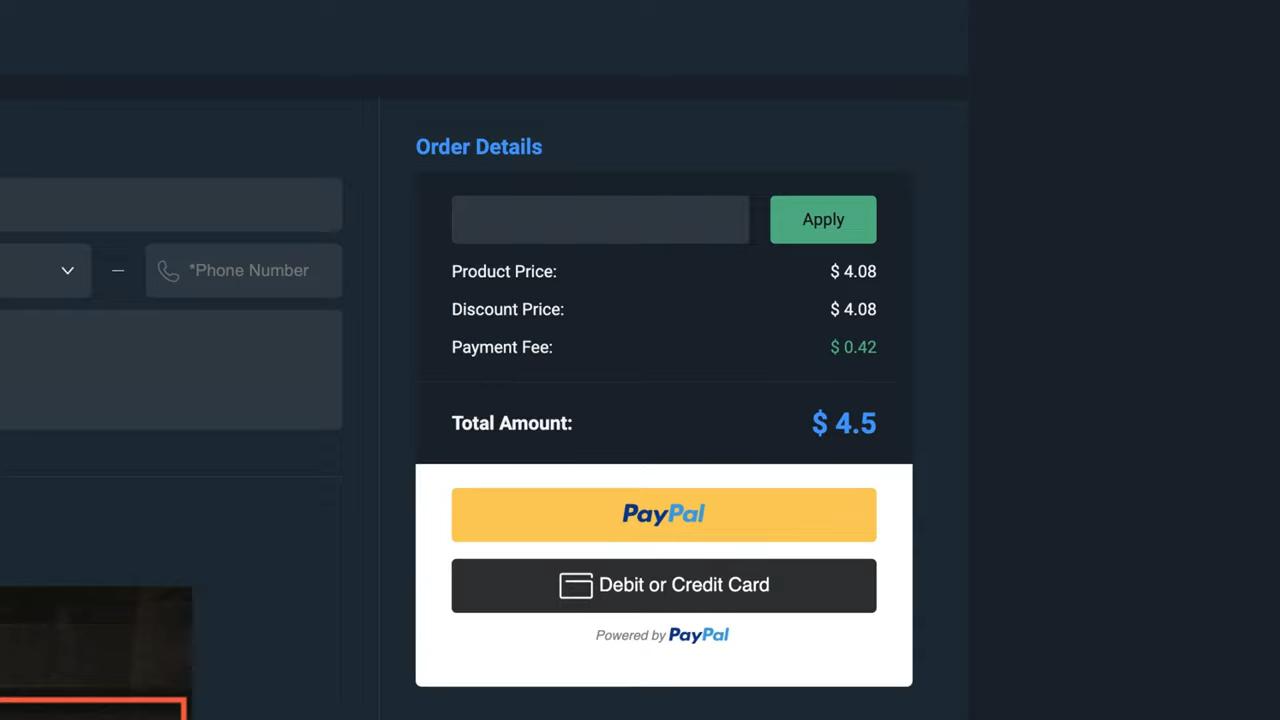 Order Details
Apply
*Phone Number
Product Price: $ 4.08
Discount Price: $ 4.08
Payment Fee: $ 0.42
Total Amount: $ 4.5
PayPal
Debit or Credit Card
Powered by PayPal